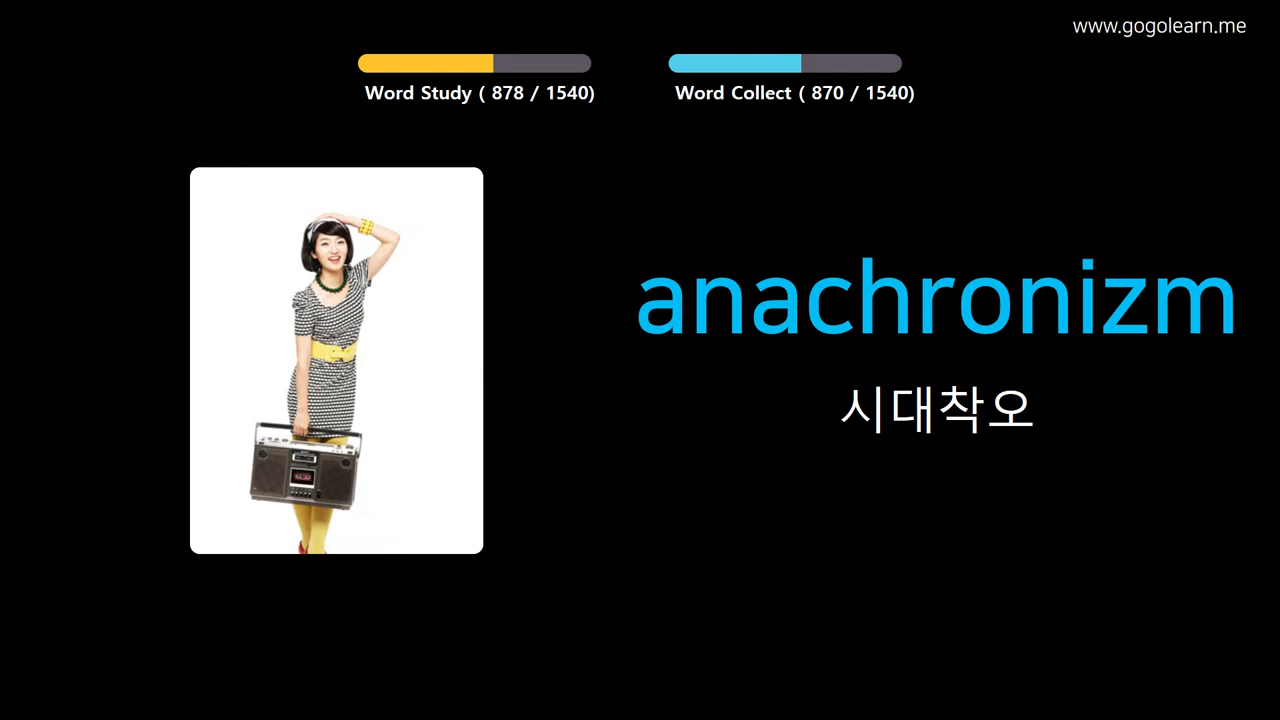 www.gogolearn.me
Word Study ( 878 / 1540)
Word Collect ( 870 / 1540)
anachronizm
시대착오